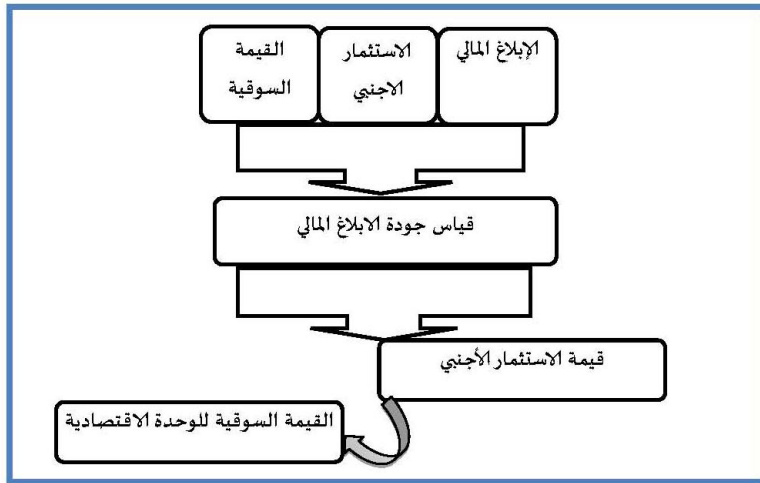 الإبلاغ المالي
الاستثمار
الاجنبي
القيمة
السوقية
قياس جودة الابلاغ المالي
قيمة الاستثمار الأجنبي
القيمة السوقية للوحدة الاقتصادية